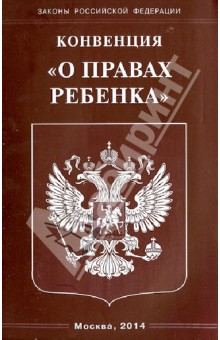 ЗАКОНЫ РОССИЙСКОЙ ФЕДЕРАЦИИ
КОНВЕНЦИЯ
«О ПРАВАХ
РЕБЕНКА»
Москва, 2014